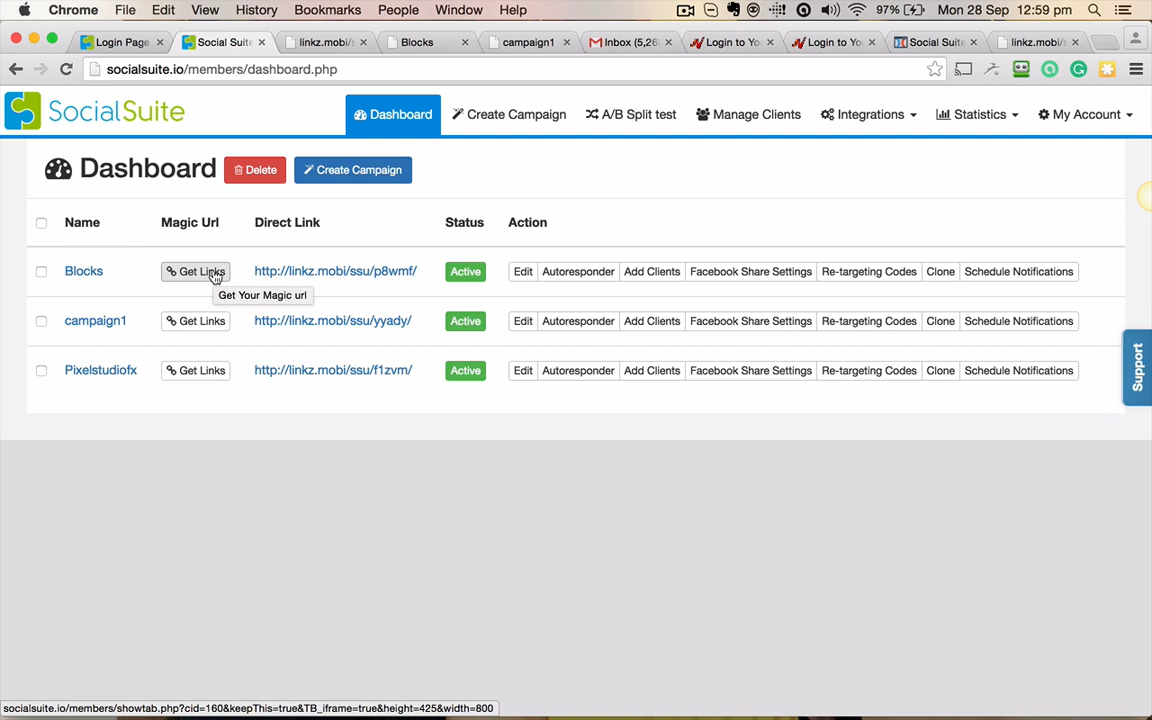 Chrome File Edit View History Bookmarks People Window Help 97% Mon 28 Sep 12:59 pm
Login Page Social Suite linkz.mobi/ Blocks campaign1 Inbox (5,26 Login to Yo Login to Yo Social Suite linkz.mobi/
socialsuite.io/members/dashboard.php
SocialSuite Dashboard Create Campaign A/B Split test Manage Clients Integrations Statistics My Account
Dashboard Delete Create Campaign
Name Magic Url Direct Link Status Action
Blocks Get Links http://linkz.mobi/ssu/p8wmf/ Active Edit Autoresponder Add Clients Facebook Share Settings Re-targeting Codes Clone Schedule Notifications
Get Your Magic url
campaign1 Get Links http://linkz.mobi/ssu/yyady/ Active Edit Autoresponder Add Clients Facebook Share Settings Re-targeting Codes Clone Schedule Notifications
Pixelstudiofx Get Links http://linkz.mobi/ssu/f1zvm/ Active Edit Autoresponder Add Clients Facebook Share Settings Re-targeting Codes Clone Schedule Notifications
Support
socialsuite.io/members/showtab.php?cid=160&keepThis=true&TB_iframe=true&height=425&width=800